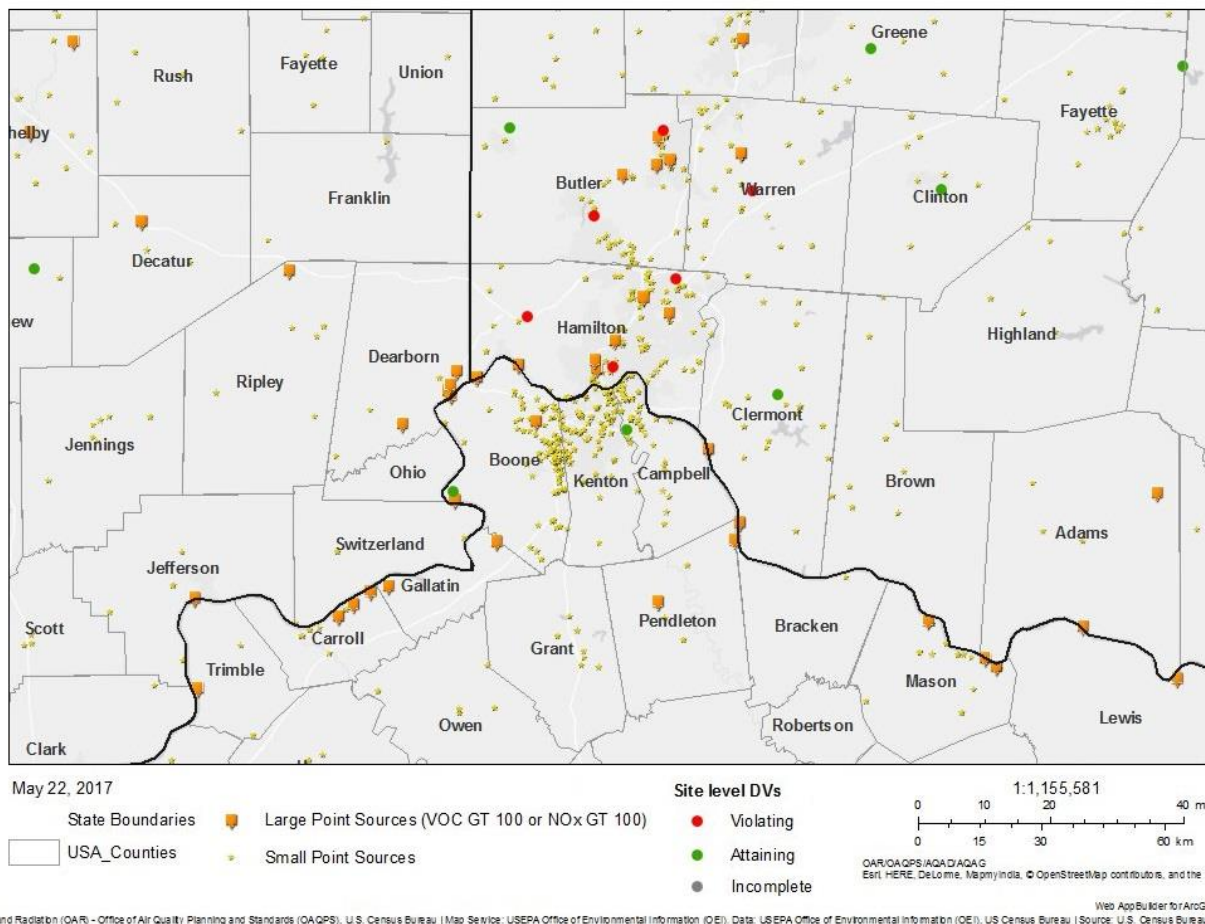 Greene
Fayette
Union
Rush
Fayette
helby
Butler
Warren
Clinton
Franklin
Decatur
ew
Hamilton
Highland
Dearborn
Ripley
Clermont
Jennings
Boone
Ohio
Kenton
Campbell
Brown
Adams
Switzerland
Jefferson
Gallatin
Pendleton
Bracken
Scott
Carroll
Grant
Trimble
Mason
Owen
Robertson
Lewis
Clark
May 22, 2017
State Boundaries
USA_Counties
Large Point Sources (VOC GT 100 or NOx GT 100)
Small Point Sources
Site level DVs
Violating
Attaining
Incomplete
1:1,155,581
0 10 20 40 m
0 15 30 60 km
OAR/OAQPS/AQAD/AQAG
Esri, HERE, DeLorme, MapmyIndia, © OpenStreetMap contributors, and the
Web AppBuilder for ArcG
nd Radiation (OAR) - Office of Air Quality Planning and Standards (OAQPS), U.S. Census Bureau | Map Service: USEPA Office of Environmental Information (OEI), Data: USEPA Office of Environmental Information (OEI), US Census Bureau | Source: U.S. Census Bureau